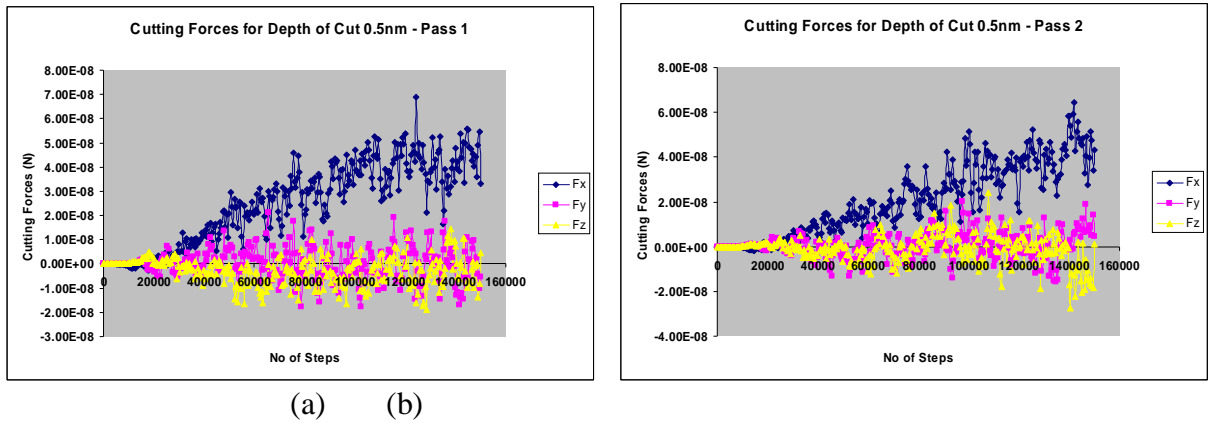 Cutting Forces for Depth of Cut 0.5nm - Pass 1
8.00E-08
7.00E-08
6.00E-08
5.00E-08
4.00E-08
3.00E-08
2.00E-08
1.00E-08
0.00E+00
-1.00E-08
-2.00E-08
-3.00E-08
0 20000 40000 60000 80000 100000 120000 140000 160000
Cutting Forces (N)
No of Steps
Fx
Fy
Fz
Cutting Forces for Depth of Cut 0.5nm - Pass 2
8.00E-08
6.00E-08
4.00E-08
2.00E-08
0.00E+00
-2.00E-08
-4.00E-08
0 20000 40000 60000 80000 100000 120000 140000 160000
Cutting Forces (N)
No of Steps
Fx
Fy
Fz
(a) (b)